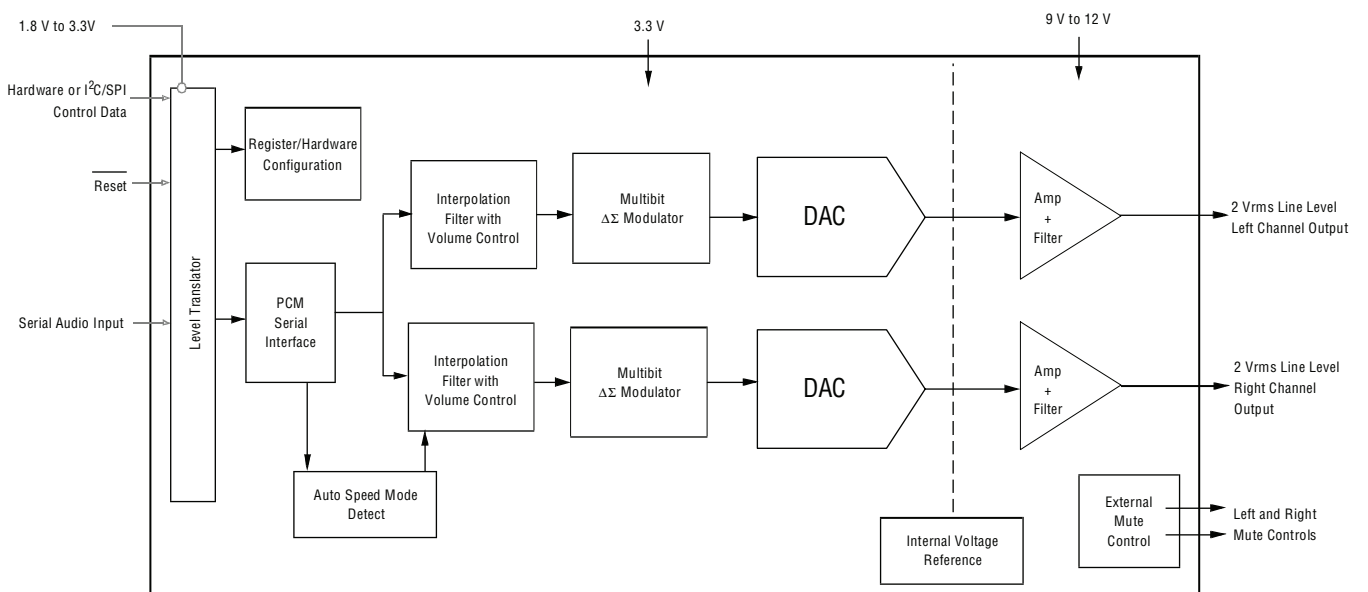 1.8 V to 3.3V
3.3 V
9 V to 12 V
Hardware or I²C/SPI
Control Data
Reset
Serial Audio Input
Level Translator
Register/Hardware
Configuration
PCM
Serial
Interface
Auto Speed Mode
Detect
Interpolation
Filter with
Volume Control
Multibit
ΔΣ Modulator
DAC
Amp
+
Filter
2 Vrms Line Level
Left Channel Output
Interpolation
Filter with
Volume Control
Multibit
ΔΣ Modulator
DAC
Amp
+
Filter
2 Vrms Line Level
Right Channel
Output
Internal Voltage
Reference
External
Mute
Control
Left and Right
Mute Controls